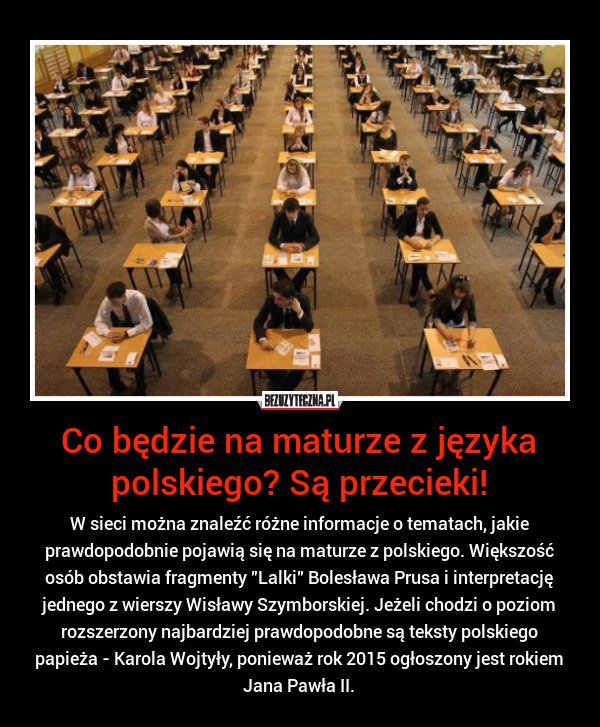 BEZUZYTECZNA.PL
Co będzie na maturze z języka
polskiego? Są przecieki!
W sieci można znaleźć różne informacje o tematach, jakie
prawdopodobnie pojawią się na maturze z polskiego. Większość
osób obstawia fragmenty "Lalki" Bolesława Prusa i interpretację
jednego z wierszy Wisławy Szymborskiej. Jeżeli chodzi o poziom
rozszerzony najbardziej prawdopodobne są teksty polskiego
papieża - Karola Wojtyły, ponieważ rok 2015 ogłoszony jest rokiem
Jana Pawła II.